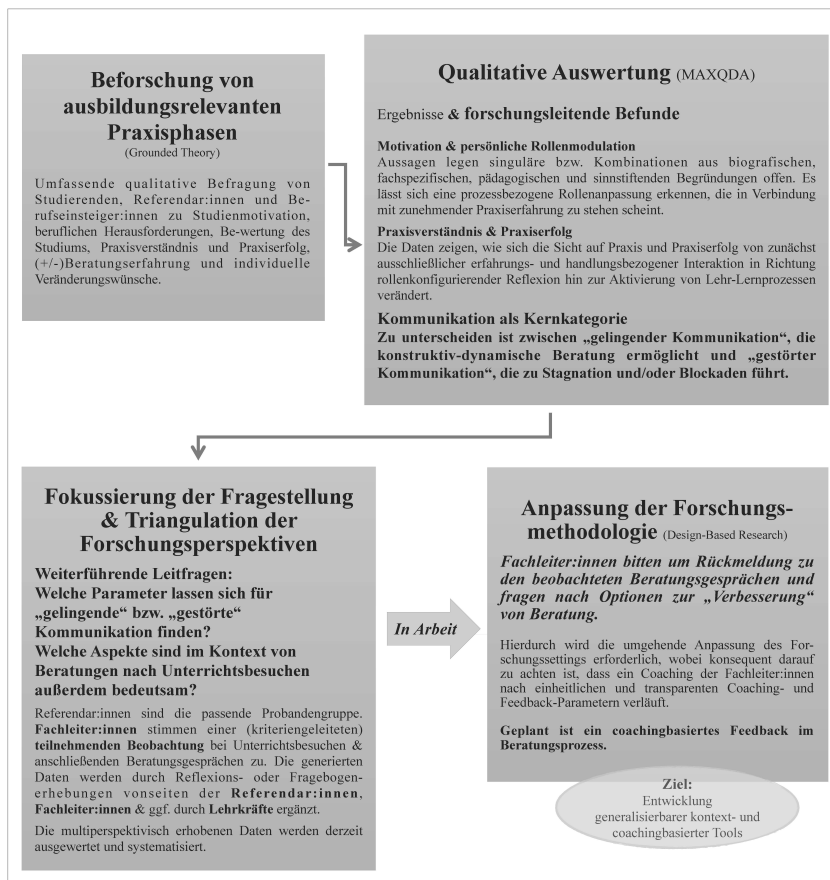 Beforschung von
ausbildungsrelevanten
Praxisphasen
(Grounded Theory)
Umfassende qualitative Befragung von
Studierenden, Referendar:innen und Be-
rufseinsteiger:innen zu Studienmotivation,
beruflichen Herausforderungen, Be-wertung des
Studiums, Praxisverständnis und Praxiserfolg,
(+/-)Beratungserfahrung und individuelle
Veränderungswünsche.
Qualitative Auswertung (MAXQDA)
Ergebnisse & forschungsleitende Befunde
Motivation & persönliche Rollenmodulation
Aussagen legen singuläre bzw. Kombinationen aus biografischen,
fachspezifischen, pädagogischen und sinnstiftenden Begründungen offen. Es
lässt sich eine prozessbezogene Rollenanpassung erkennen, die in Verbindung
mit zunehmender Praxiserfahrung zu stehen scheint.
Praxisverständnis & Praxiserfolg
Die Daten zeigen, wie sich die Sicht auf Praxis und Praxiserfolg von zunächst
ausschließlicher erfahrungs- und handlungsbezogener Interaktion in Richtung
rollenkonfigurierender Reflexion hin zur Aktivierung von Lehr-Lernprozessen
verändert.
Kommunikation als Kernkategorie
Zu unterscheiden ist zwischen „gelingender Kommunikation“, die
konstruktiv-dynamische Beratung ermöglicht und „gestörter
Kommunikation“, die zu Stagnation und/oder Blockaden führt.
Fokussierung der Fragestellung
& Triangulation der
Forschungsperspektiven
Weiterführende Leitfragen:
Welche Parameter lassen sich für
„gelingende“ bzw. „gestörte“
Kommunikation finden?
Welche Aspekte sind im Kontext von
Beratungen nach Unterrichtsbesuchen
außerdem bedeutsam?
Referendar:innen sind die passende Probandengruppe.
Fachleiter:innen stimmen einer (kriteriengeleiteten)
teilnehmenden Beobachtung bei Unterrichtsbesuchen &
anschließenden Beratungsgesprächen zu. Die generierten
Daten werden durch Reflexions- oder Fragebogen-
erhebungen vonseiten der Referendar:innen,
Fachleiter:innen & ggf. durch Lehrkräfte ergänzt.
Die multiperspektivisch erhobenen Daten werden derzeit
ausgewertet und systematisiert.
In Arbeit
Anpassung der Forschungs-
methodologie (Design-Based Research)
Fachleiter:innen bitten um Rückmeldung zu
den beobachteten Beratungsgesprächen und
fragen nach Optionen zur „Verbesserung“
von Beratung.
Hierdurch wird die umgehende Anpassung des For-
schungssettings erforderlich, wobei konsequent darauf
zu achten ist, dass ein Coaching der Fachleiter:innen
nach einheitlichen und transparenten Coaching- und
Feedback-Parametern verläuft.
Geplant ist ein coachingbasiertes Feedback im
Beratungsprozess.
Ziel:
Entwicklung
generalisierbarer kontext- und
coachingbasierter Tools